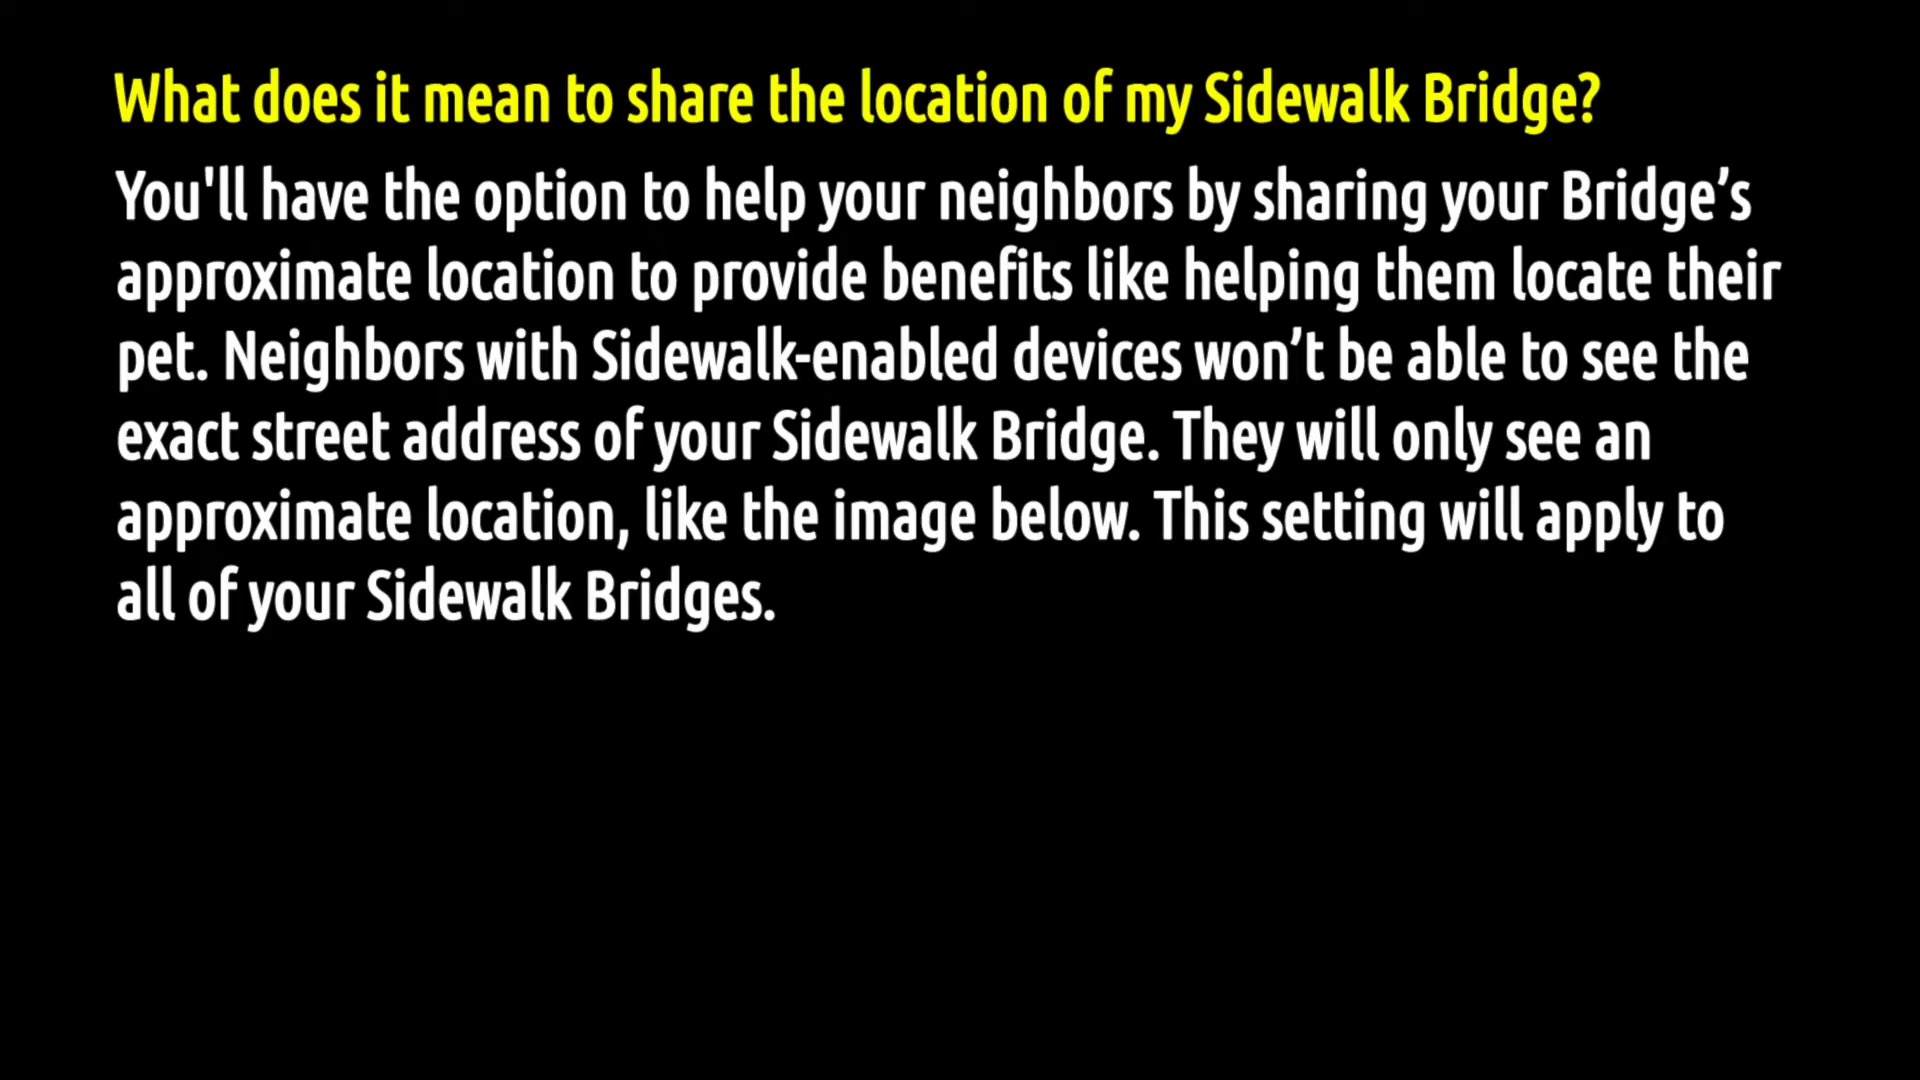 What does it mean to share the location of my Sidewalk Bridge?
You'll have the option to help your neighbors by sharing your Bridge’s
approximate location to provide benefits like helping them locate their
pet. Neighbors with Sidewalk-enabled devices won’t be able to see the
exact street address of your Sidewalk Bridge. They will only see an
approximate location, like the image below. This setting will apply to
all of your Sidewalk Bridges.